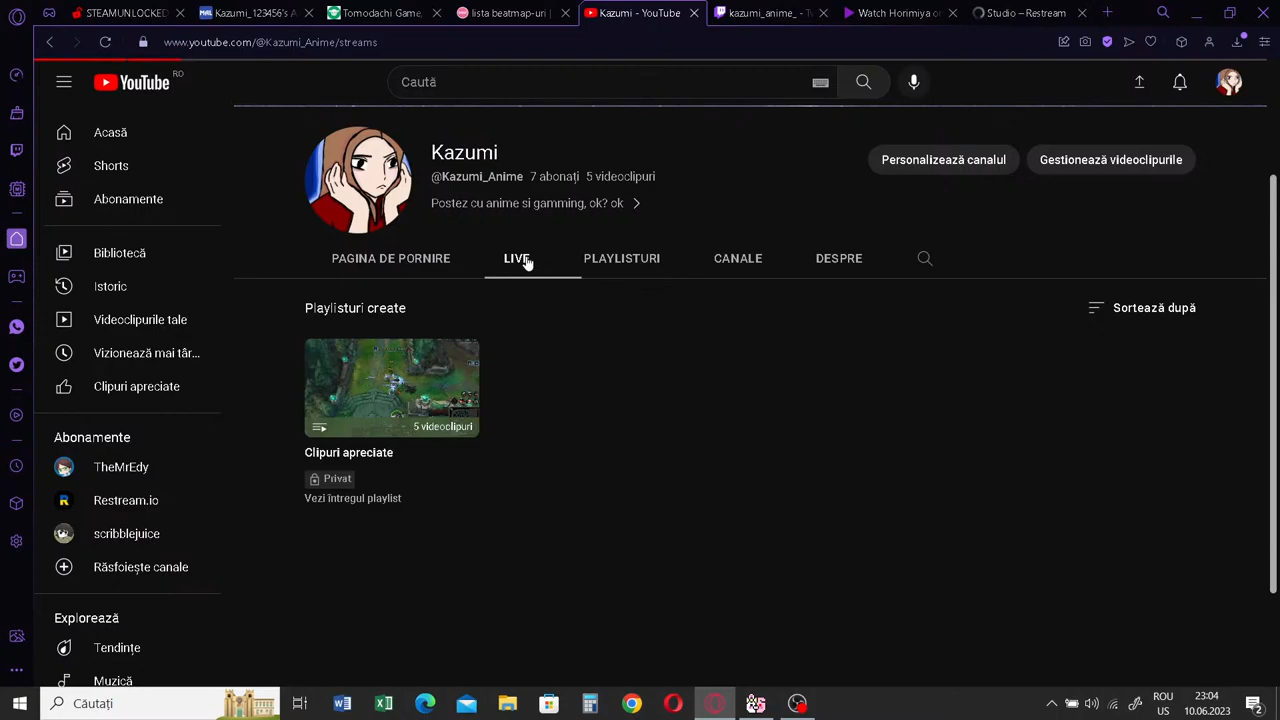 STEAMUNLOCKED
Kazumi_123456's A
Tomodachi Game,
lista beatmap-uri |
Kazumi - YouTube
kazumi_anime_ - T
Watch Horimiya o
Studio – Restream
www.youtube.com/@Kazumi_Anime/streams
YouTube RO
Caută
Acasă
Shorts
Abonamente
Bibliotecă
Istoric
Videoclipurile tale
Vizionează mai târ...
Clipuri apreciate
Abonamente
TheMrEdy
Restream.io
scribblejuice
Răsfoiește canale
Explorează
Tendințe
Muzică
Kazumi
@Kazumi_Anime 7 abonați 5 videoclipuri
Postez cu anime si gamming, ok? ok
Personalizează canalul
Gestionează videoclipurile
PAGINA DE PORNIRE
LIVE
PLAYLISTURI
CANALE
DESPRE
Playlisturi create
Sortează după
5 videoclipuri
Clipuri apreciate
Privat
Vezi întregul playlist
Căutați
ROU
US
23:04
10.06.2023
2